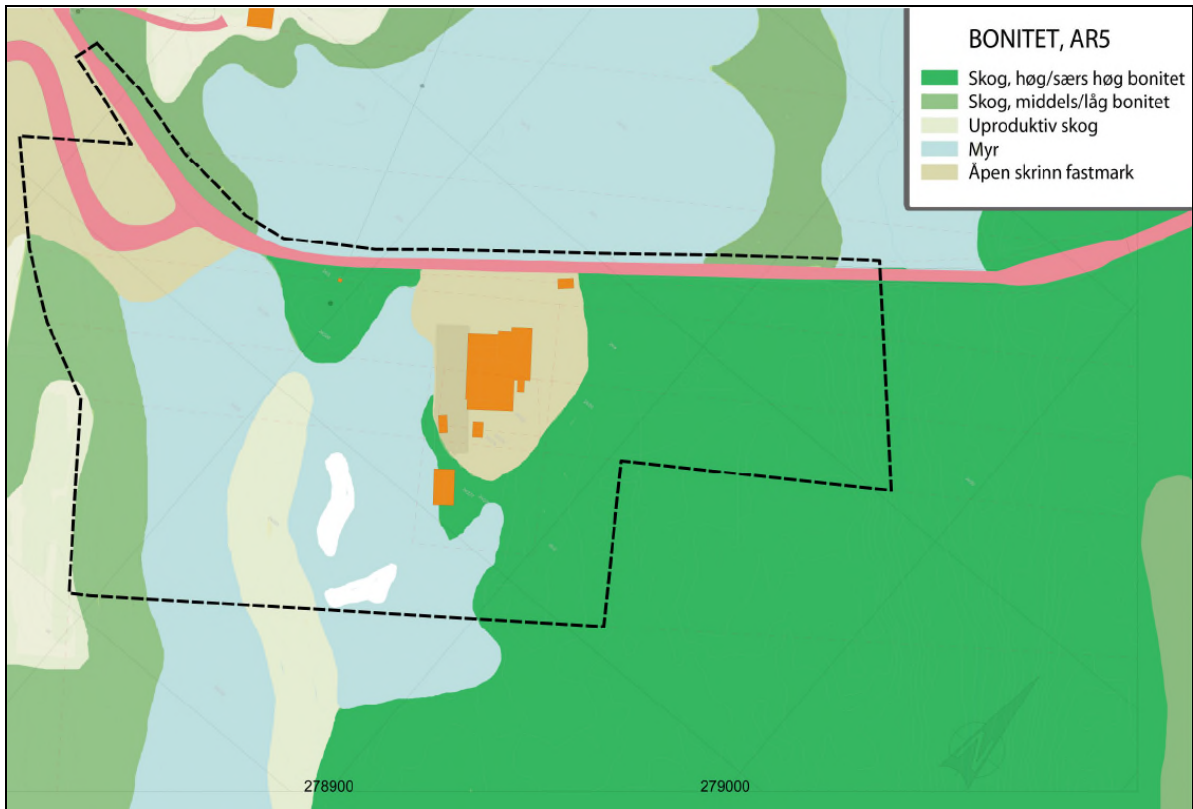 BONITET, AR5
Skog, høg/særs høg bonitet
Skog, middels/låg bonitet
Uproduktiv skog
Myr
Åpen skrinn fastmark
278900
279000